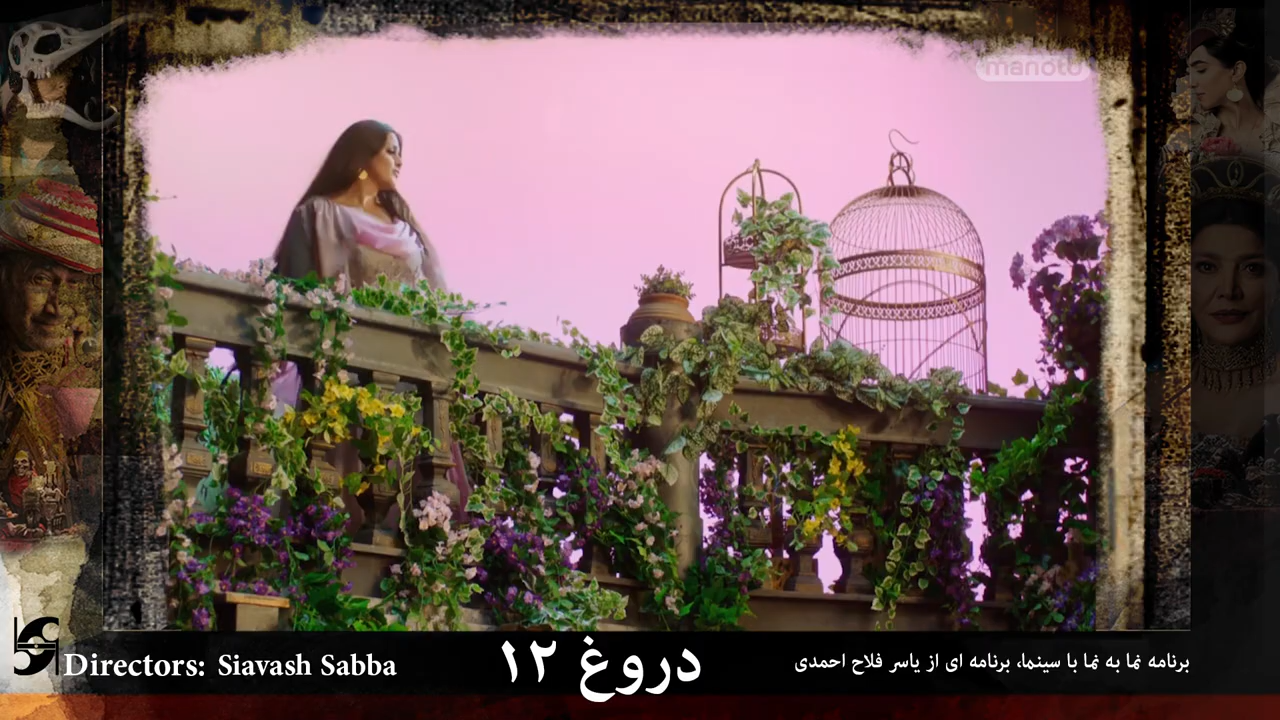 manoto
Directors: Siavash Sabba
دروغ ۱۲
برنامه نما به نما با سینما، برنامه ای از یاسر فلاح احمدی